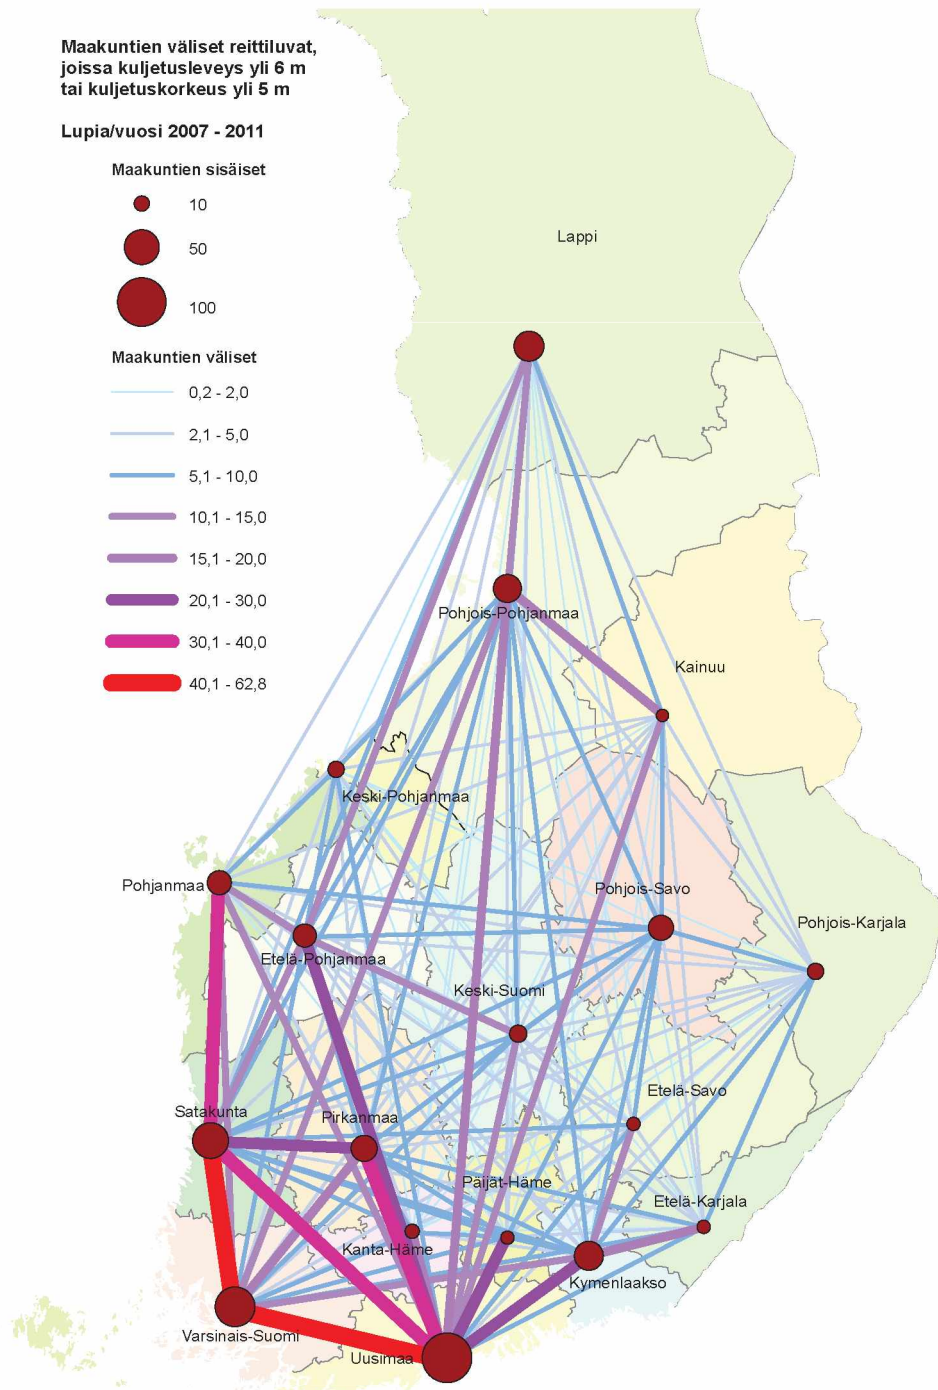 Maakuntien väliset reittiluvat,
joissa kuljetusleveys yli 6 m
tai kuljetuskorkeus yli 5 m
Lupia/vuosi 2007 - 2011
Maakuntien sisäiset
10
50
100
Maakuntien väliset
0,2 - 2,0
2,1 - 5,0
5,1 - 10,0
10,1 - 15,0
15,1 - 20,0
20,1 - 30,0
30,1 - 40,0
40,1 - 62,8
Lappi
Pohjois-Pohjanmaa
Kainuu
Keski-Pohjanmaa
Pohjanmaa
Pohjois-Savo
Pohjois-Karjala
Etelä-Pohjanmaa
Keski-Suomi
Etelä-Savo
Satakunta
Pirkanmaa
Päijät-Häme
Etelä-Karjala
Kanta-Häme
Kymenlaakso
Varsinais-Suomi
Uusimaa